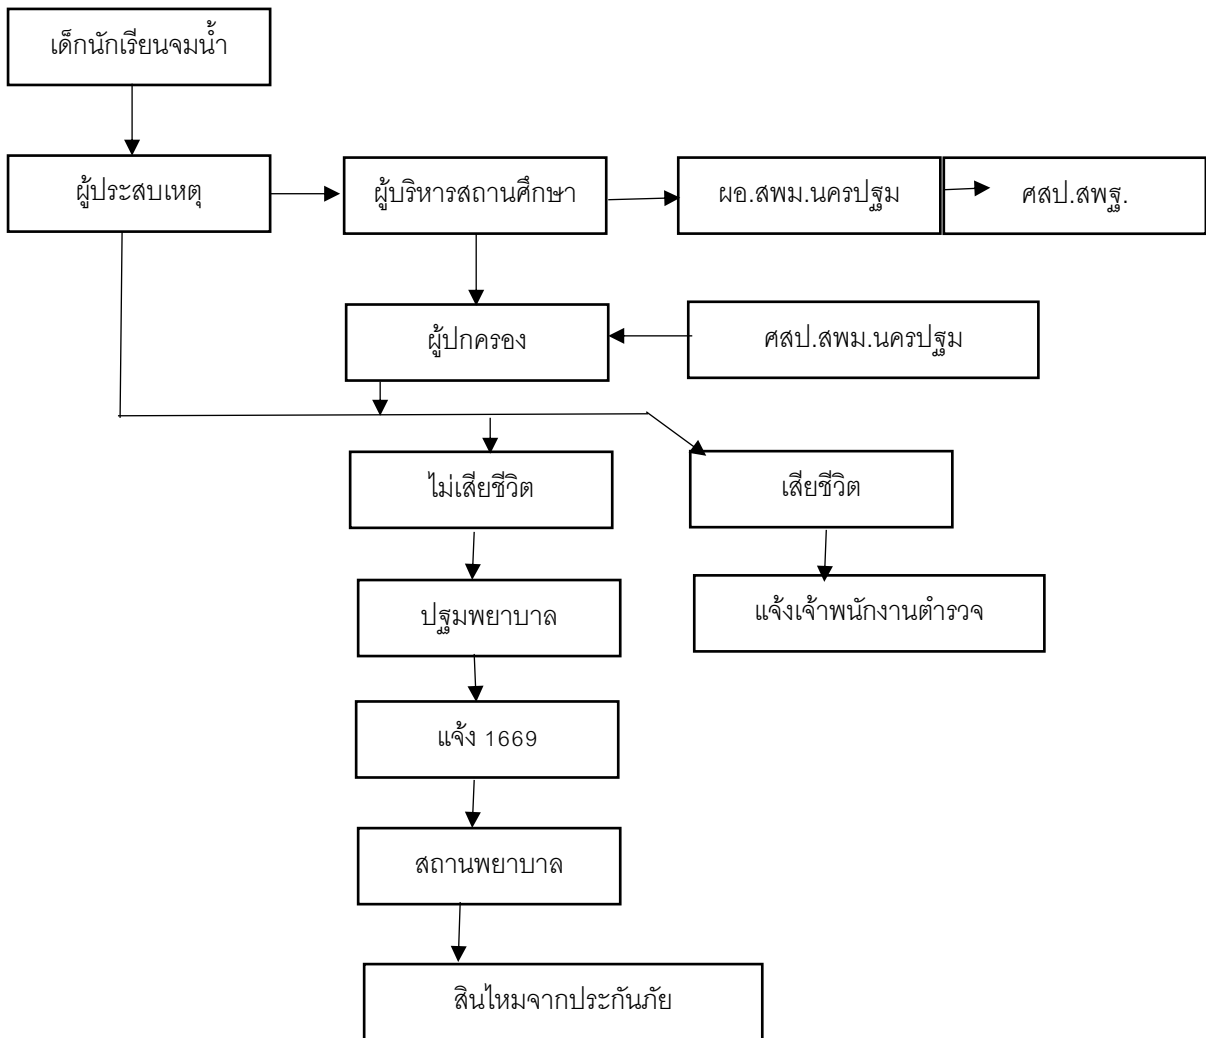 เด็กนักเรียนจมน้ำ
ผู้ประสบเหตุ
ผู้บริหารสถานศึกษา
ผอ.สพม.นครปฐม
ศสป.สพฐ.
ผู้ปกครอง
ศสป.สพม.นครปฐม
ไม่เสียชีวิต
เสียชีวิต
ปฐมพยาบาล
แจ้งเจ้าพนักงานตำรวจ
แจ้ง 1669
สถานพยาบาล
สินไหมจากประกันภัย